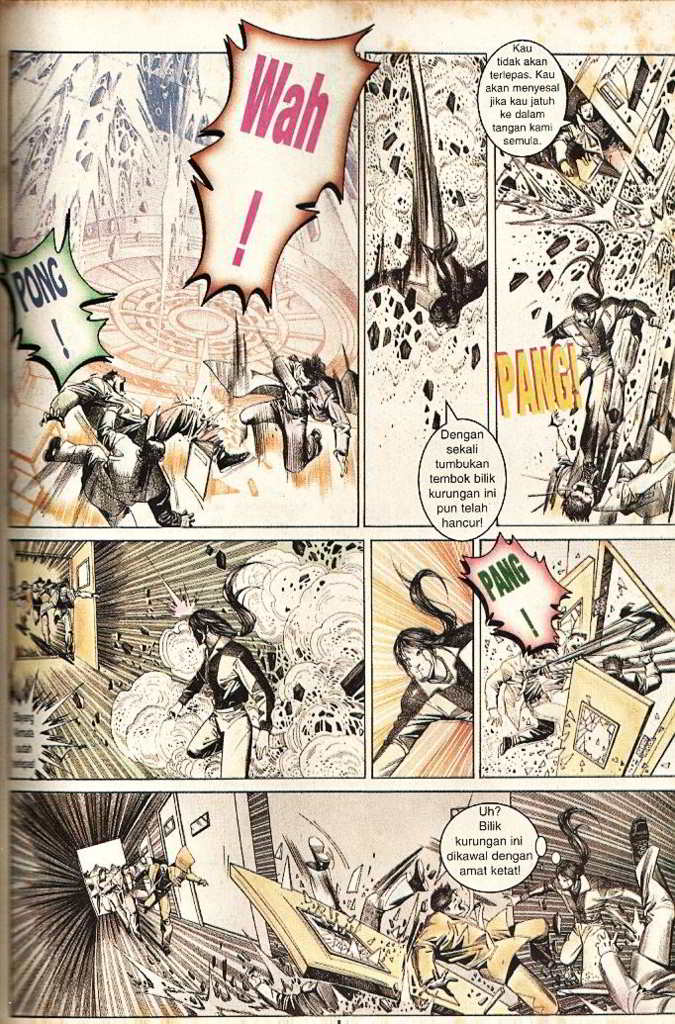 Wah
!
PONG
!
Kau
tidak akan
terlepas. Kau
akan menyesal
jika kau jatuh
ke dalam
tangan kami
semula.
PANG!
Dengan
sekali
tumbukan
tembok bilik
kurungan ini
pun telah
hancur!
PANG
!
Uh?
Bilik
kurungan ini
dikawal dengan
amat ketat!